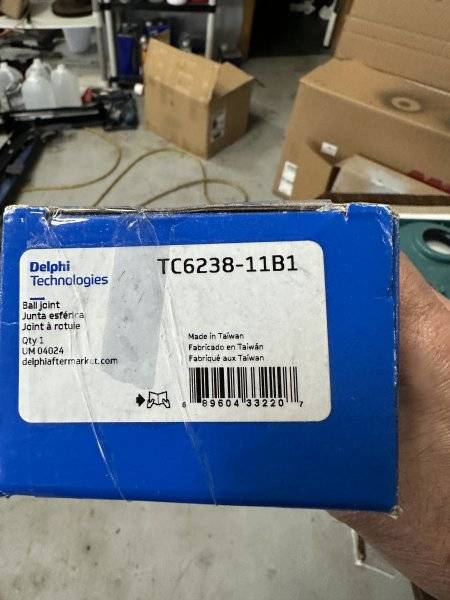 Delphi
Technologies
TC6238-11B1
Ball joint
Junta esférica
Joint à rotule
Qty 1
UM 04024
delphiaftermarket.com
Made in Taiwan
Fabricado en Taiwán
Fabriqué aux Taiwan
6 89604 33220 7